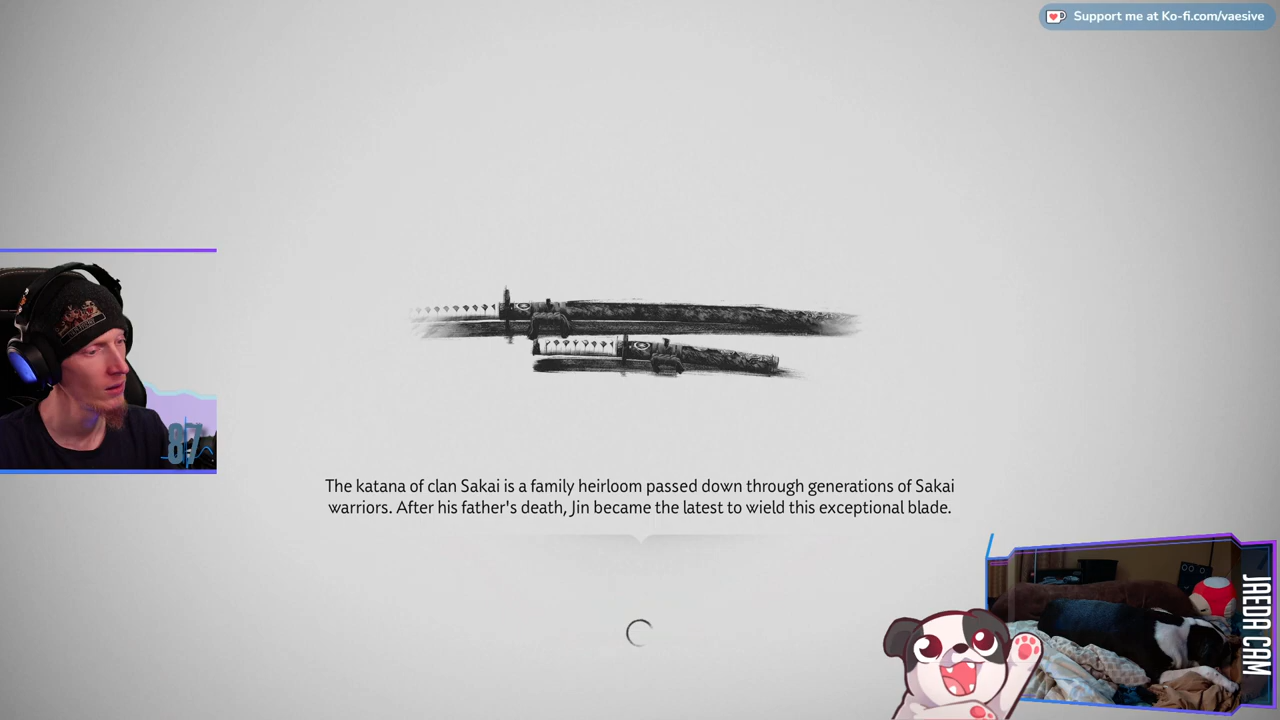 Support me at Ko-fi.com/vaesive
87
The katana of clan Sakai is a family heirloom passed down through generations of Sakai
warriors. After his father's death, Jin became the latest to wield this exceptional blade.
JAEDA CAM